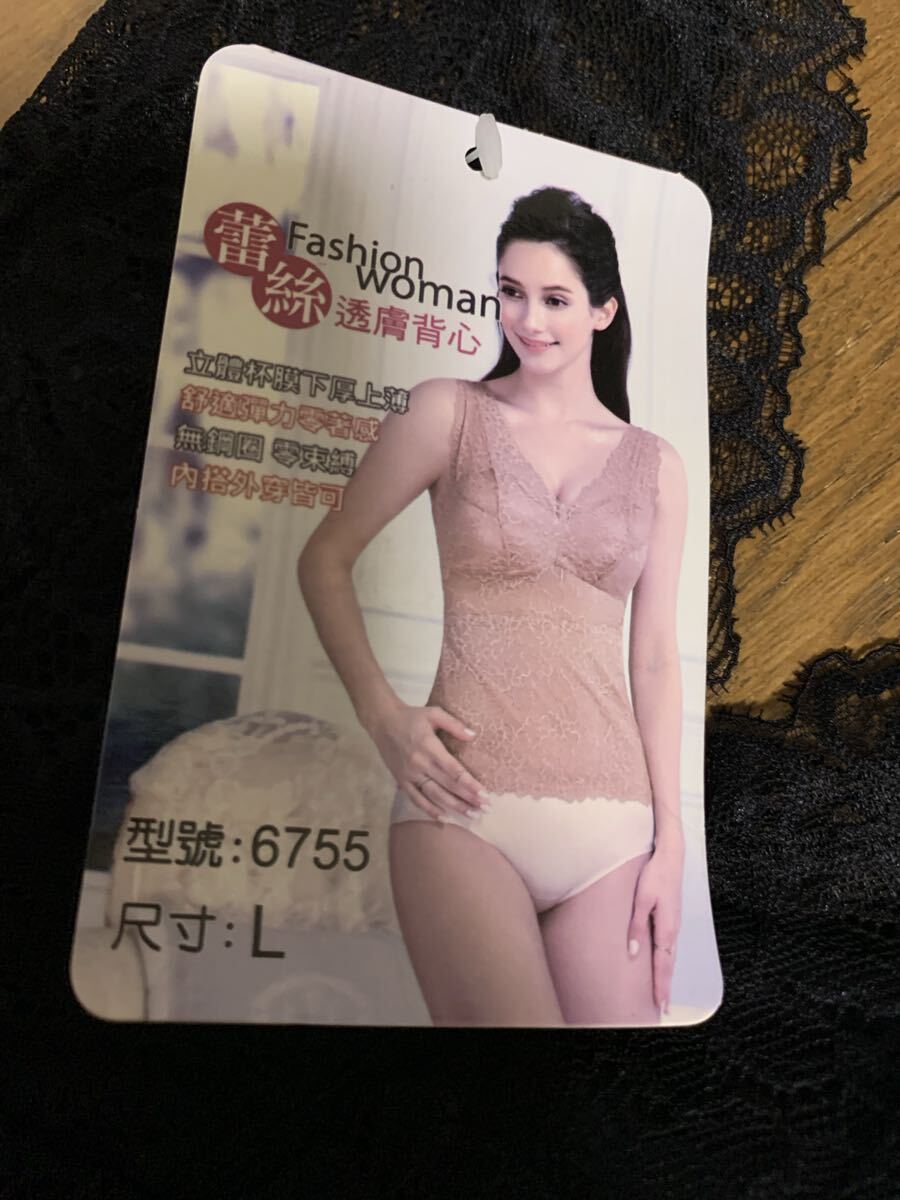 蕾絲
Fashion
Woman
透膚背心
立體杯膜下厚上薄
舒適彈力零著感
無鋼圈 零束縛
內搭外穿皆可
型號:6755
尺寸:L